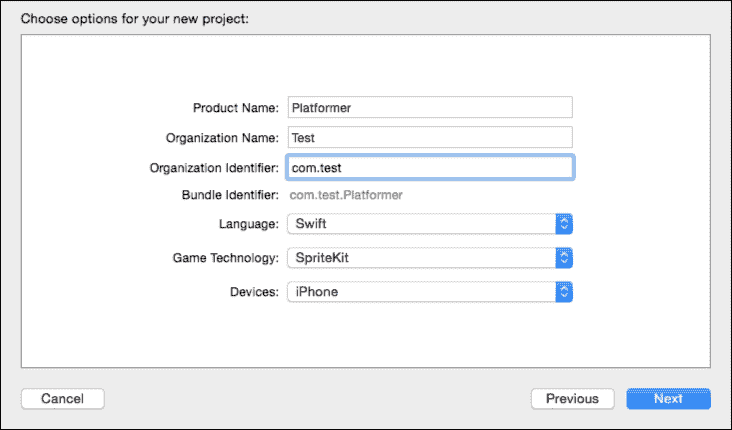 Choose options for your new project:
Product Name: Platformer
Organization Name: Test
Organization Identifier: com.test
Bundle Identifier: com.test.Platformer
Language: Swift
Game Technology: SpriteKit
Devices: iPhone
Cancel Previous Next